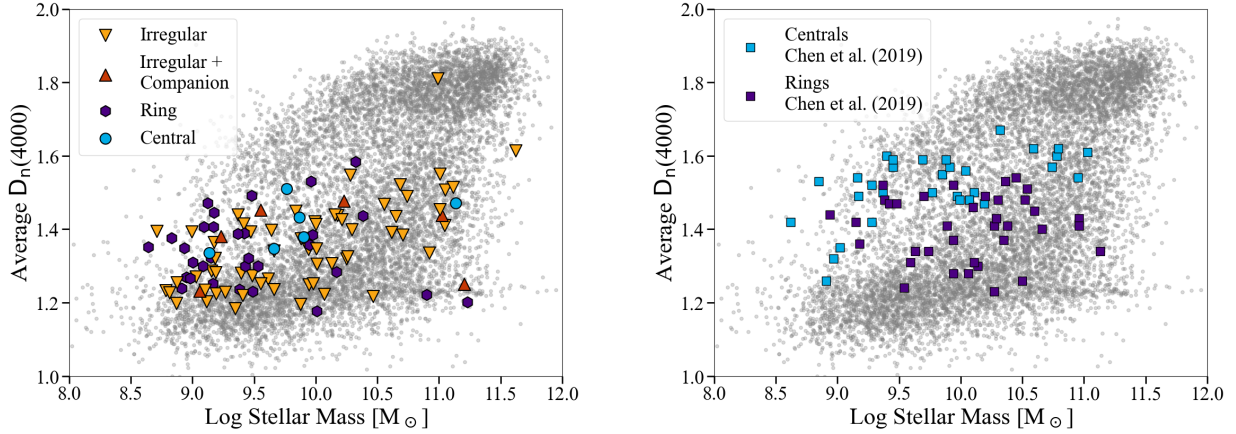 2.0
1.8
1.6
1.4
1.2
1.0
Average Dn(4000)
Irregular
Irregular +
Companion
Ring
Central
8.0 8.5 9.0 9.5 10.0 10.5 11.0 11.5 12.0
Log Stellar Mass [M⊙]
2.0
1.8
1.6
1.4
1.2
1.0
Average Dn(4000)
Centrals
Chen et al. (2019)
Rings
Chen et al. (2019)
8.0 8.5 9.0 9.5 10.0 10.5 11.0 11.5 12.0
Log Stellar Mass [M⊙]